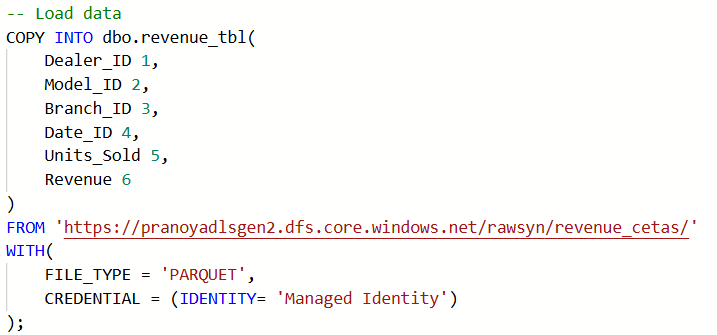 -- Load data
COPY INTO dbo.revenue_tbl(
    Dealer_ID 1,
    Model_ID 2,
    Branch_ID 3,
    Date_ID 4,
    Units_Sold 5,
    Revenue 6
)
FROM 'https://pranoyadlsgen2.dfs.core.windows.net/rawsyn/revenue_cetas/'
WITH(
    FILE_TYPE = 'PARQUET',
    CREDENTIAL = (IDENTITY= 'Managed Identity')
);